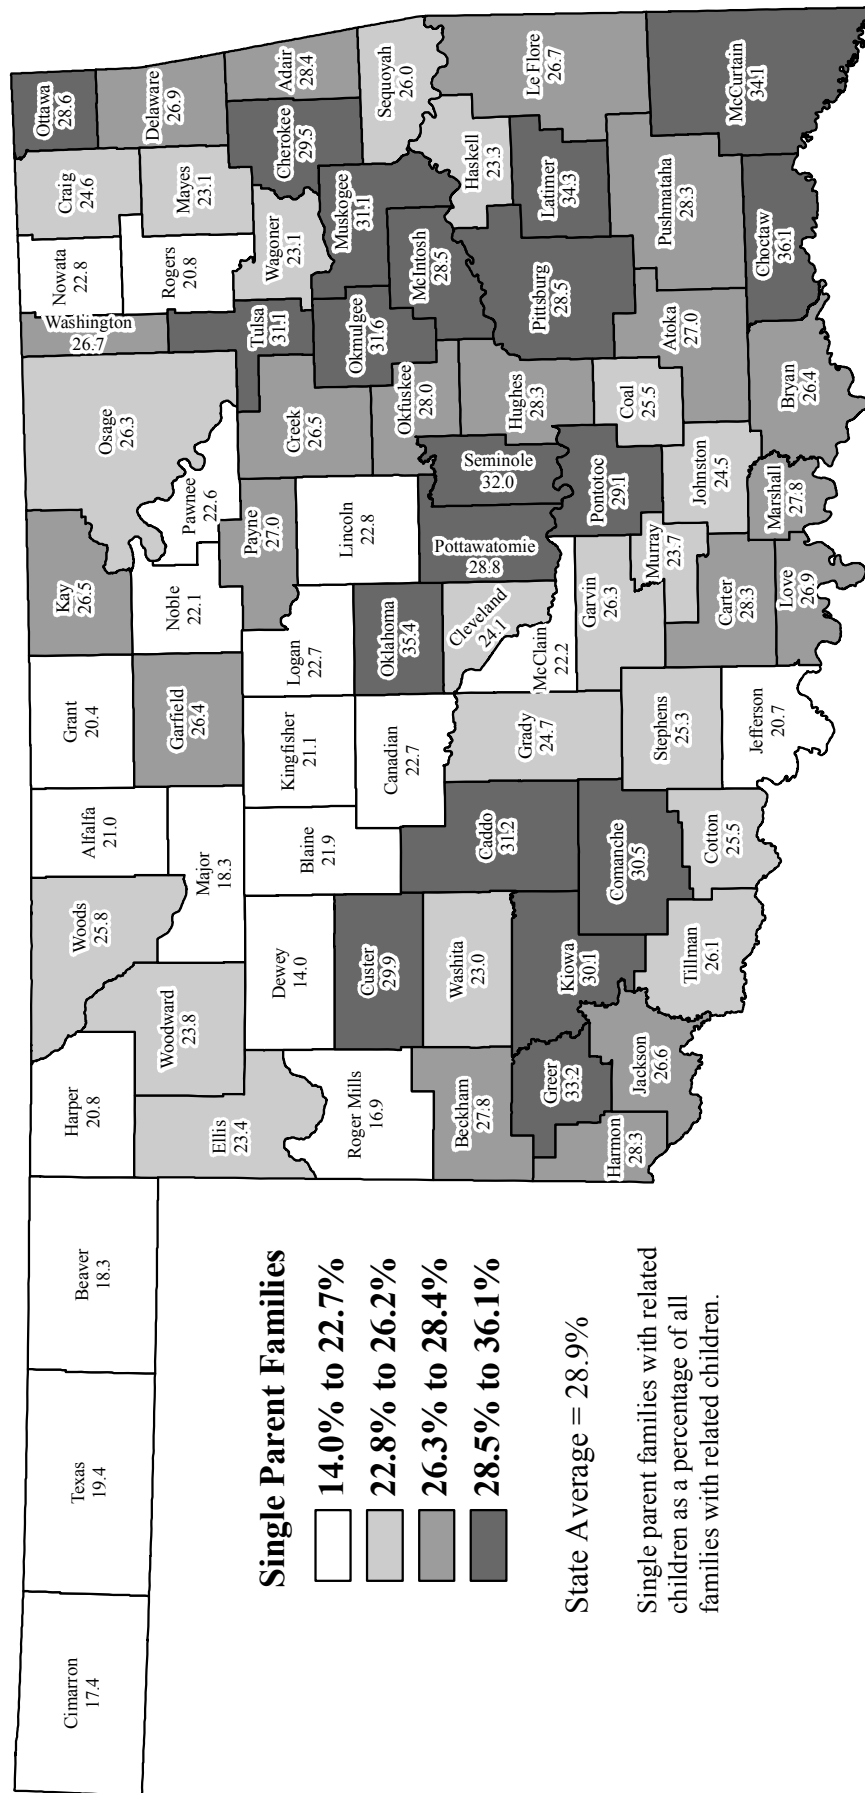 Cimarron
17.4
Texas
19.4
Beaver
18.3
Harper
20.8
Woods
25.8
Alfalfa
21.0
Grant
20.4
Kay
26.5
Osage
26.3
Washington
26.7
Nowata
22.8
Craig
24.6
Ottawa
28.6
Ellis
23.4
Woodward
23.8
Major
18.3
Garfield
26.4
Noble
22.1
Pawnee
22.6
Rogers
20.8
Mayes
23.1
Delaware
26.9
Roger Mills
16.9
Dewey
14.0
Blaine
21.9
Kingfisher
21.1
Logan
22.7
Payne
27.0
Creek
26.5
Tulsa
31.1
Wagoner
23.1
Cherokee
29.5
Adair
28.4
Custer
29.9
Canadian
22.7
Oklahoma
35.4
Lincoln
22.8
Okfuskee
28.0
Okmulgee
31.6
Muskogee
31.1
Sequoyah
26.0
Beckham
27.8
Washita
23.0
Caddo
31.2
Grady
24.7
Cleveland
24.1
McClain
22.2
Pottawatomie
28.8
Seminole
32.0
Hughes
28.3
McIntosh
28.5
Haskell
23.3
Le Flore
26.7
Greer
33.2
Kiowa
30.1
Comanche
30.5
Stephens
25.3
Garvin
26.3
Murray
23.7
Pontotoc
29.1
Coal
25.5
Pittsburg
28.5
Latimer
34.3
Harmon
28.3
Jackson
26.6
Tillman
26.1
Cotton
25.5
Jefferson
20.7
Carter
28.3
Love
26.9
Johnston
24.5
Marshall
27.8
Atoka
27.0
Bryan
26.4
Pushmataha
28.3
Choctaw
36.1
McCurtain
34.1
Single Parent Families
14.0% to 22.7%
22.8% to 26.2%
26.3% to 28.4%
28.5% to 36.1%
State Average = 28.9%
Single parent families with related
children as a percentage of all
families with related children.